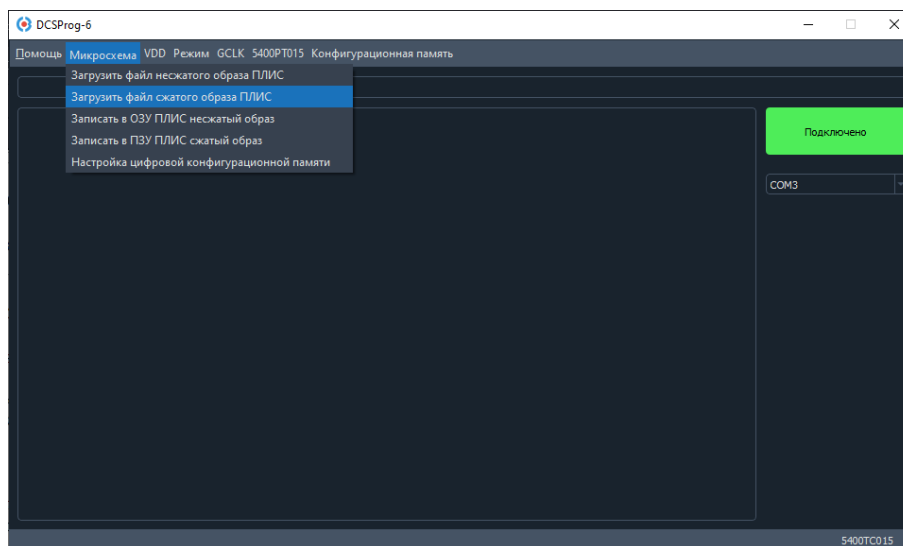 DCSProg-6
Помощь Микросхема VDD Режим GCLK 5400РТ015 Конфигурационная память
Загрузить файл несжатого образа ПЛИС
Загрузить файл сжатого образа ПЛИС
Записать в ОЗУ ПЛИС несжатый образ
Записать в ПЗУ ПЛИС сжатый образ
Настройка цифровой конфигурационной памяти
Подключено
COM3
5400TC015